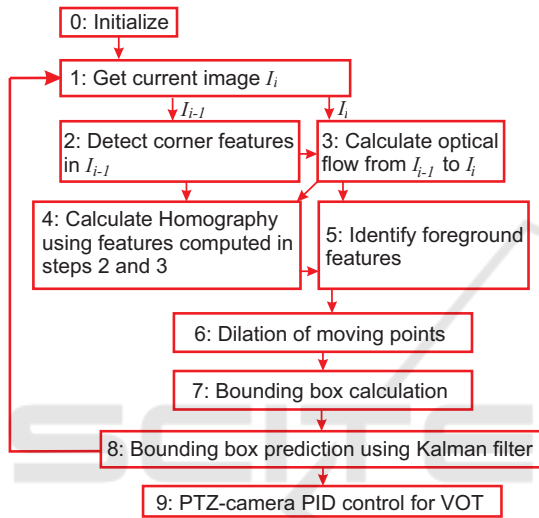 0: Initialize
1: Get current image Ii
Ii-1
Ii
2: Detect corner features
in Ii-1
3: Calculate optical
flow from Ii-1 to Ii
4: Calculate Homography
using features computed in
steps 2 and 3
5: Identify foreground
features
6: Dilation of moving points
7: Bounding box calculation
8: Bounding box prediction using Kalman filter
9: PTZ-camera PID control for VOT
SCITE